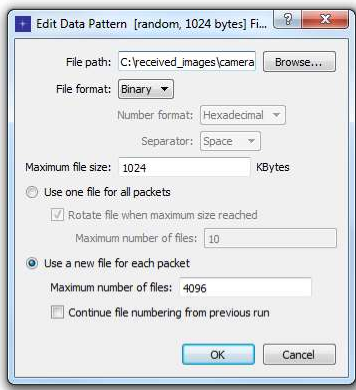 Edit Data Pattern [random, 1024 bytes] Fi...
File path: C:\received_images\camera Browse...
File format: Binary
Number format: Hexadecimal
Separator: Space
Maximum file size: 1024 KBytes
Use one file for all packets
Rotate file when maximum size reached
Maximum number of files: 10
Use a new file for each packet
Maximum number of files: 4096
Continue file numbering from previous run
OK Cancel